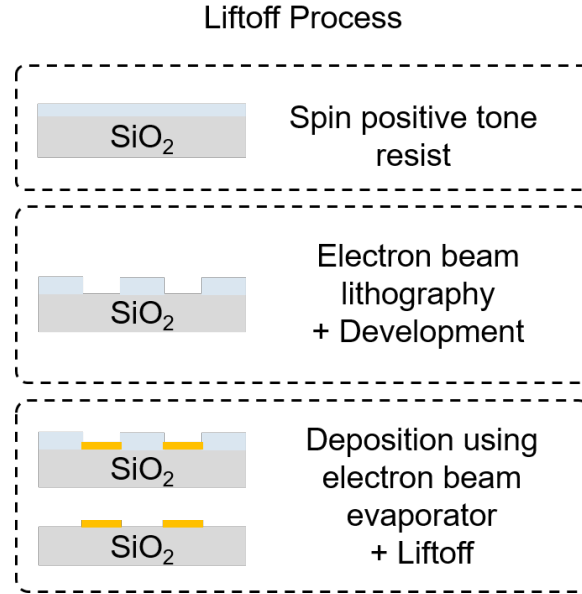 Liftoff Process
SiO₂
Spin positive tone
resist
SiO₂
Electron beam
lithography
+ Development
SiO₂
SiO₂
Deposition using
electron beam
evaporator
+ Liftoff